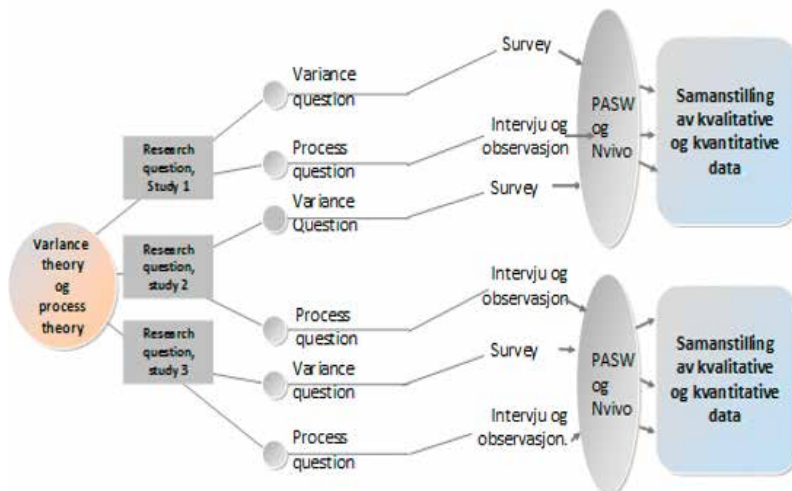 Variance
theory
og
process
theory
Research
question,
Study 1
Research
question,
study 2
Research
question,
study 3
Variance
question
Process
question
Variance
Question
Process
question
Variance
question
Process
question
Survey
Intervju og
observasjon
Survey
Intervju og
observasjon
Survey
Intervju og
observasjon.
PASW
og
Nvivo
PASW
og
Nvivo
Samanstilling
av kvalitative
og kvantitative
data
Samanstilling
av kvalitative
og kvantitative
data